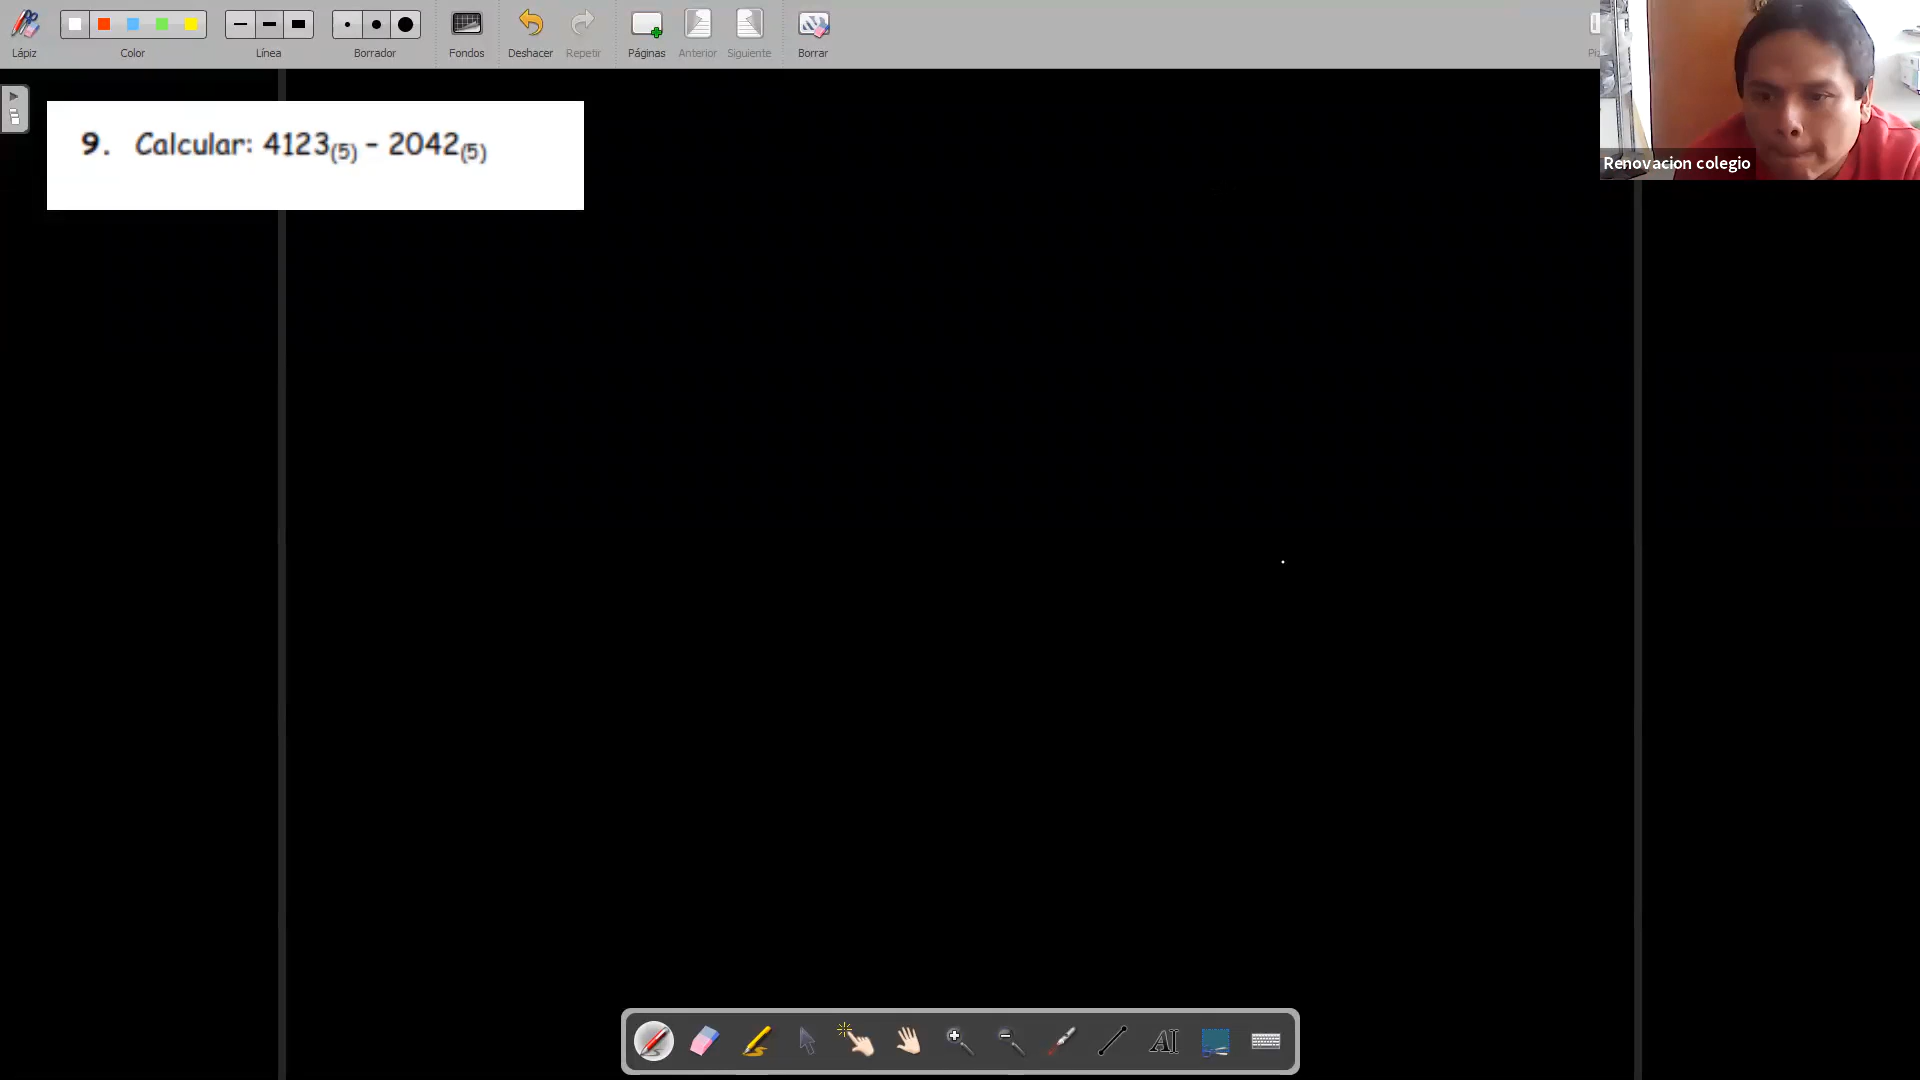 Lápiz
Color
Línea
Borrador
Fondos
Deshacer
Repetir
Páginas
Anterior
Siguiente
Borrar
Renovacion colegio
9. Calcular: 4123(5) - 2042(5)
AI